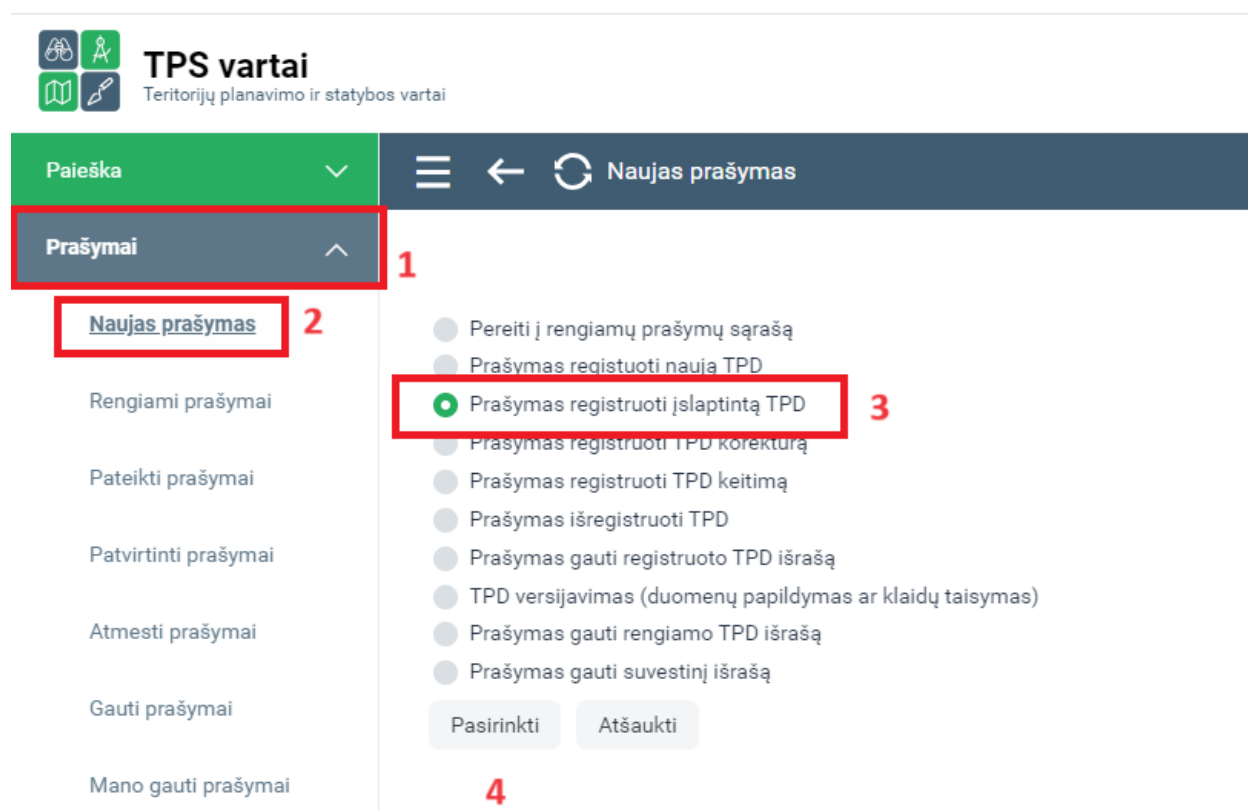 TPS vartai
Teritorijų planavimo ir statybos vartai
Paieška
Naujas prašymas
Prašymai
1
Naujas prašymas
2
Rengiami prašymai
Pateikti prašymai
Patvirtinti prašymai
Atmesti prašymai
Gauti prašymai
Mano gauti prašymai
Pereiti į rengiamų prašymų sąrašą
Prašymas registuoti naują TPD
Prašymas registruoti įslaptintą TPD
3
Prašymas registruoti TPD korektūrą
Prašymas registruoti TPD keitimą
Prašymas išregistruoti TPD
Prašymas gauti registruoto TPD išrašą
TPD versijavimas (duomenų papildymas ar klaidų taisymas)
Prašymas gauti rengiamo TPD išrašą
Prašymas gauti suvestinį išrašą
Pasirinkti Atšaukti
4